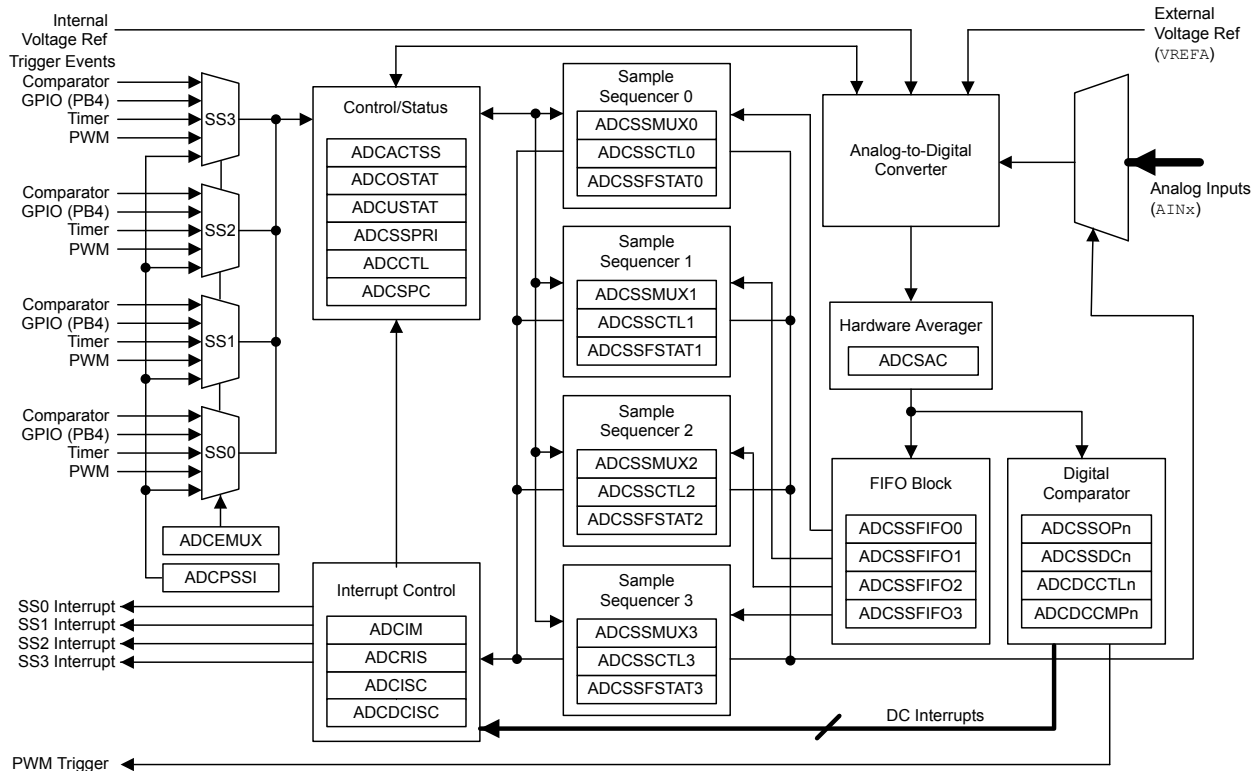 Internal
Voltage Ref
Trigger Events
Comparator
GPIO (PB4)
Timer
PWM
SS3
Comparator
GPIO (PB4)
Timer
PWM
SS2
Comparator
GPIO (PB4)
Timer
PWM
SS1
Comparator
GPIO (PB4)
Timer
PWM
SS0
ADCEMUX
ADCPSSI
SS0 Interrupt
SS1 Interrupt
SS2 Interrupt
SS3 Interrupt
PWM Trigger
Control/Status
ADCACTSS
ADCOSTAT
ADCUSTAT
ADCSSPRI
ADCCTL
ADCSPC
Interrupt Control
ADCIM
ADCRIS
ADCISC
ADCDCISC
Sample
Sequencer 0
ADCSSMUX0
ADCSSCTL0
ADCSSFSTAT0
Sample
Sequencer 1
ADCSSMUX1
ADCSSCTL1
ADCSSFSTAT1
Sample
Sequencer 2
ADCSSMUX2
ADCSSCTL2
ADCSSFSTAT2
Sample
Sequencer 3
ADCSSMUX3
ADCSSCTL3
ADCSSFSTAT3
External
Voltage Ref
(VREFA)
Analog-to-Digital
Converter
Analog Inputs
(AINx)
Hardware Averager
ADCSAC
FIFO Block
ADCSSFIFO0
ADCSSFIFO1
ADCSSFIFO2
ADCSSFIFO3
Digital
Comparator
ADCSSOPn
ADCSSDCn
ADCDCCTLn
ADCDCCMPn
DC Interrupts